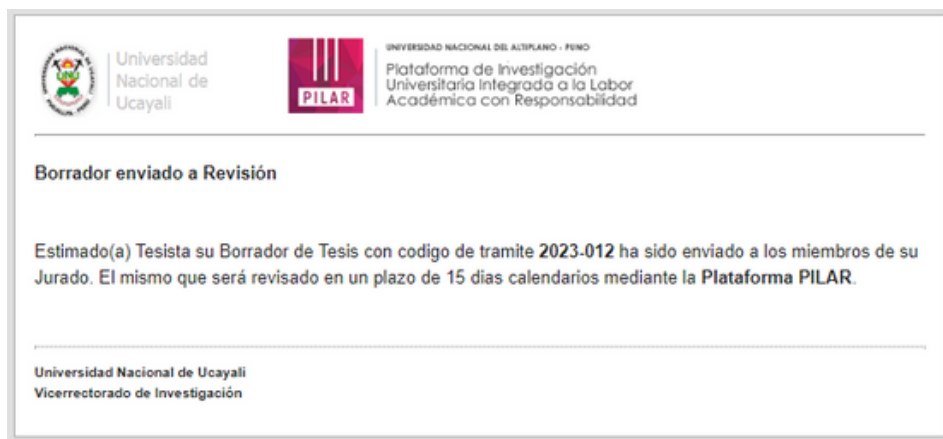 Universidad
Nacional de
Ucayali
PILAR
UNIVERSIDAD NACIONAL DEL ALTIPLANO - PUNO
Plataforma de Investigación
Universitaria Integrada a la Labor
Académica con Responsabilidad
Borrador enviado a Revisión
Estimado(a) Tesista su Borrador de Tesis con codigo de tramite 2023-012 ha sido enviado a los miembros de su
Jurado. El mismo que será revisado en un plazo de 15 dias calendarios mediante la Plataforma PILAR.
Universidad Nacional de Ucayali
Vicerrectorado de Investigación